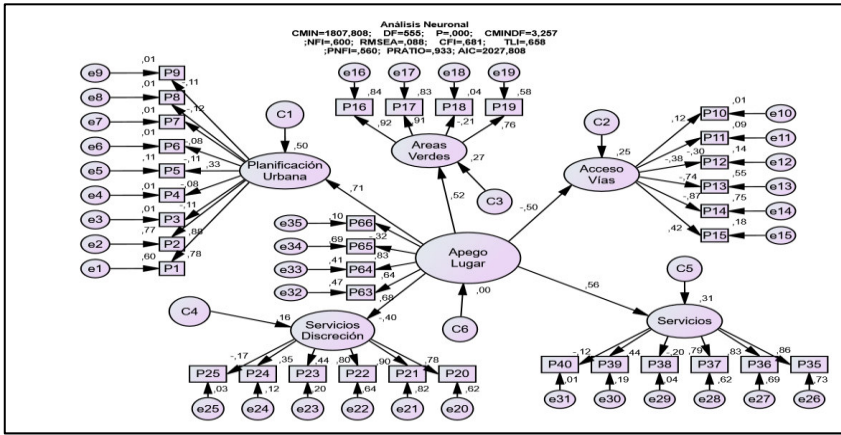 Análisis Neuronal
CMIN=1807,808; DF=555; P=,000; CMINDF=3,257
;NFI=,600; RMSEA=,088; CFI=,681; TLI=,658
;PNFI=,560; PRATIO=,933; AIC=2027,808
e9 ,01 P9 -,11
e8 ,01 P8 -,12
e7 ,01 P7 -,08
e6 ,01 P6 -,11
e5 ,11 P5 ,33
e4 ,01 P4 -,08
e3 ,01 P3 -,11
e2 ,77 P2 ,88
e1 ,60 P1 ,78
C1
,50
Planificación
Urbana
,71
e16 e17 e18 e19
,84 ,83 ,04 ,58
P16 P17 P18 P19
,92 ,91 -,21 ,76
Areas
Verdes
,27
C3
,52
C2
,25
Acceso
Vías
-,50
,12 P10 ,01 e10
-,30 P11 ,09 e11
-,38 P12 ,14 e12
-,74 P13 ,55 e13
-,87 P14 ,75 e14
,42 P15 ,18 e15
e35 ,10 P66 -,32
e34 ,69 P65 ,83
e33 ,41 P64 ,64
e32 ,47 P63 ,68
Apego
Lugar
,00
C6
-,40
C4
,16
Servicios
Discreción
-,17 ,35 ,44 ,80 ,90 ,78
P25 P24 P23 P22 P21 P20
,03 ,12 ,20 ,64 ,82 ,62
e25 e24 e23 e22 e21 e20
,56
C5
,31
Servicios
-,12 ,44 -,20 ,79 ,83 ,86
P40 P39 P38 P37 P36 P35
,01 ,19 ,04 ,62 ,69 ,73
e31 e30 e29 e28 e27 e26